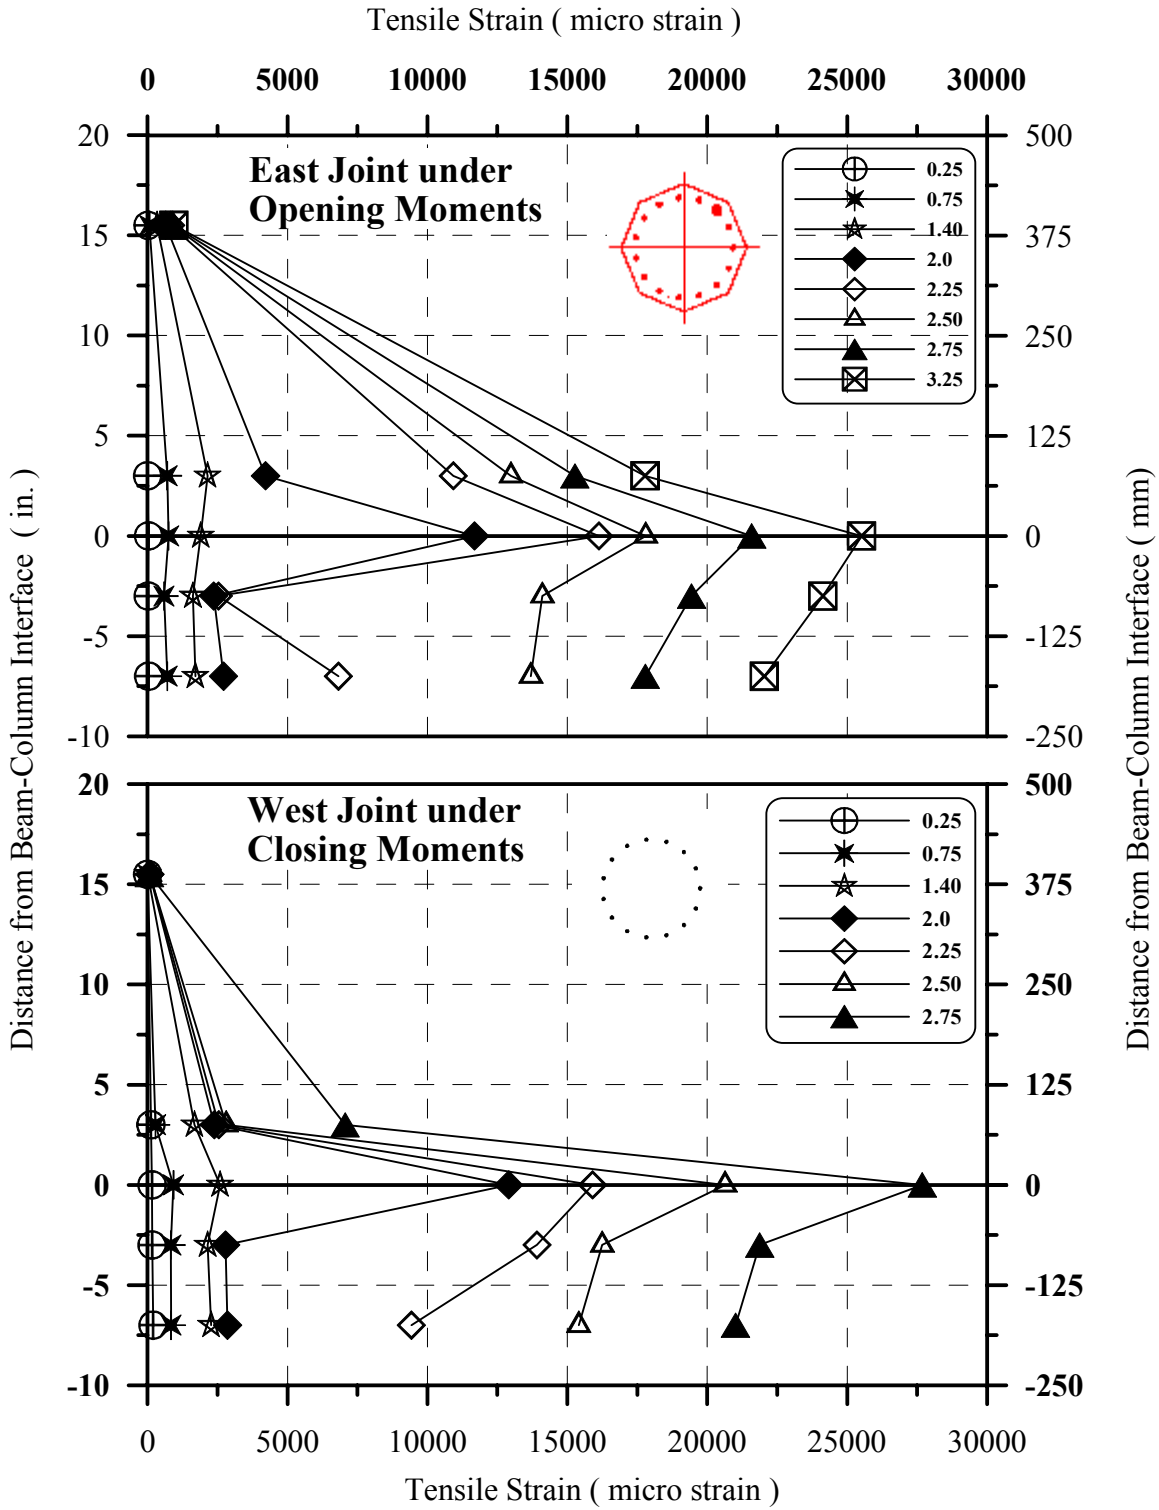 Tensile Strain ( micro strain )
0 5000 10000 15000 20000 25000 30000
20 500
East Joint under
Opening Moments
0.25
0.75
1.40
2.0
2.25
2.50
2.75
3.25
15 375
10 250
5 125
0 0
-5 -125
-10 -250
Distance from Beam-Column Interface ( in. )
Distance from Beam-Column Interface ( mm )
20 500
West Joint under
Closing Moments
0.25
0.75
1.40
2.0
2.25
2.50
2.75
15 375
10 250
5 125
0 0
-5 -125
-10 -250
0 5000 10000 15000 20000 25000 30000
Tensile Strain ( micro strain )